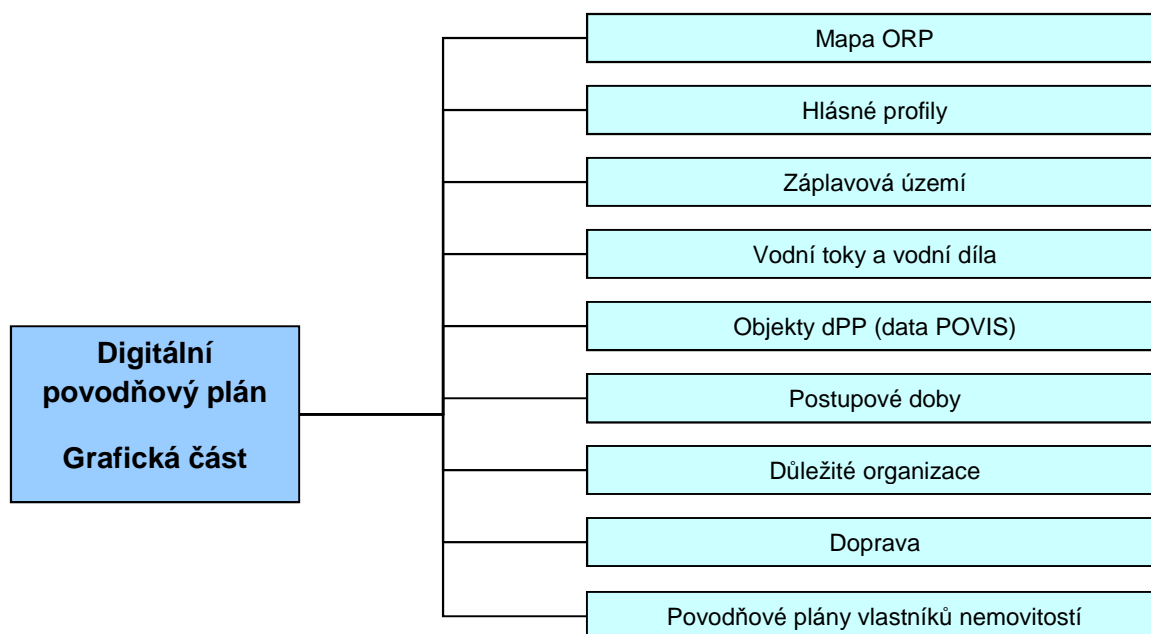 Mapa ORP
Hlásné profily
Záplavová území
Vodní toky a vodní díla
Objekty dPP (data POVIS)
Digitální
povodňový plán
Grafická část
Postupové doby
Důležité organizace
Doprava
Povodňové plány vlastníků nemovitostí